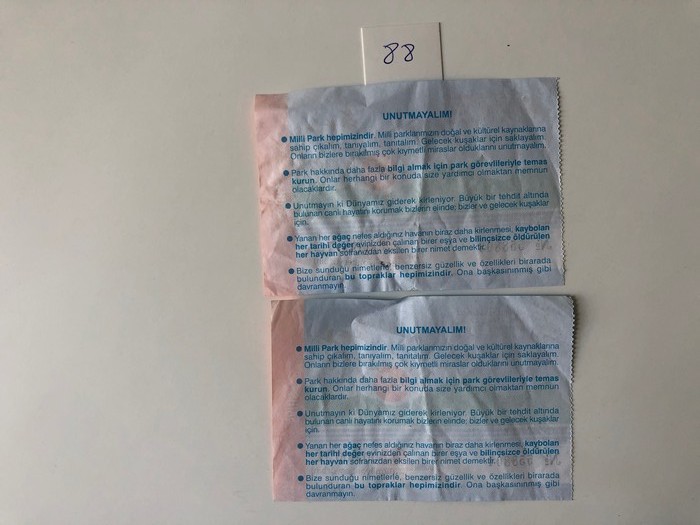 88
UNUTMAYALIM!
● Milli Park hepimizindir. Milli parklarımızın doğal ve kültürel kaynaklarına
sahip çıkalım, tanıyalım, tanıtalım. Gelecek kuşaklar için saklayalım.
Onların bizlere bırakılmış çok kıymetli miraslar olduklarını unutmayalım.
● Park hakkında daha fazla bilgi almak için park görevlileriyle temas
kurun. Onlar herhangi bir konuda size yardımcı olmaktan memnun
olacaklardır.
● Unutmayın ki Dünyamız giderek kirleniyor. Büyük bir tehdit altında
bulunan canlı hayatını korumak bizlerin elinde; bizler ve gelecek kuşaklar
için.
● Yanan her ağaç nefes aldığınız havanın biraz daha kirlenmesi, kaybolan
her tarihi değer evinizden çalınan birer eşya ve bilinçsizce öldürülen
her hayvan sofranızdan eksilen birer nimet demektir.
● Bize sunduğu nimetlerle, benzersiz güzellik ve özellikleri birarada
bulunduran bu topraklar hepimizindir. Ona başkasınınmış gibi
davranmayın.
UNUTMAYALIM!
● Milli Park hepimizindir. Milli parklarımızın doğal ve kültürel kaynaklarına
sahip çıkalım, tanıyalım, tanıtalım. Gelecek kuşaklar için saklayalım.
Onların bizlere bırakılmış çok kıymetli miraslar olduklarını unutmayalım.
● Park hakkında daha fazla bilgi almak için park görevlileriyle temas
kurun. Onlar herhangi bir konuda size yardımcı olmaktan memnun
olacaklardır.
● Unutmayın ki Dünyamız giderek kirleniyor. Büyük bir tehdit altında
bulunan canlı hayatını korumak bizlerin elinde; bizler ve gelecek kuşaklar
için.
● Yanan her ağaç nefes aldığınız havanın biraz daha kirlenmesi, kaybolan
her tarihi değer evinizden çalınan birer eşya ve bilinçsizce öldürülen
her hayvan sofranızdan eksilen birer nimet demektir.
● Bize sunduğu nimetlerle, benzersiz güzellik ve özellikleri birarada
bulunduran bu topraklar hepimizindir. Ona başkasınınmış gibi
davranmayın.